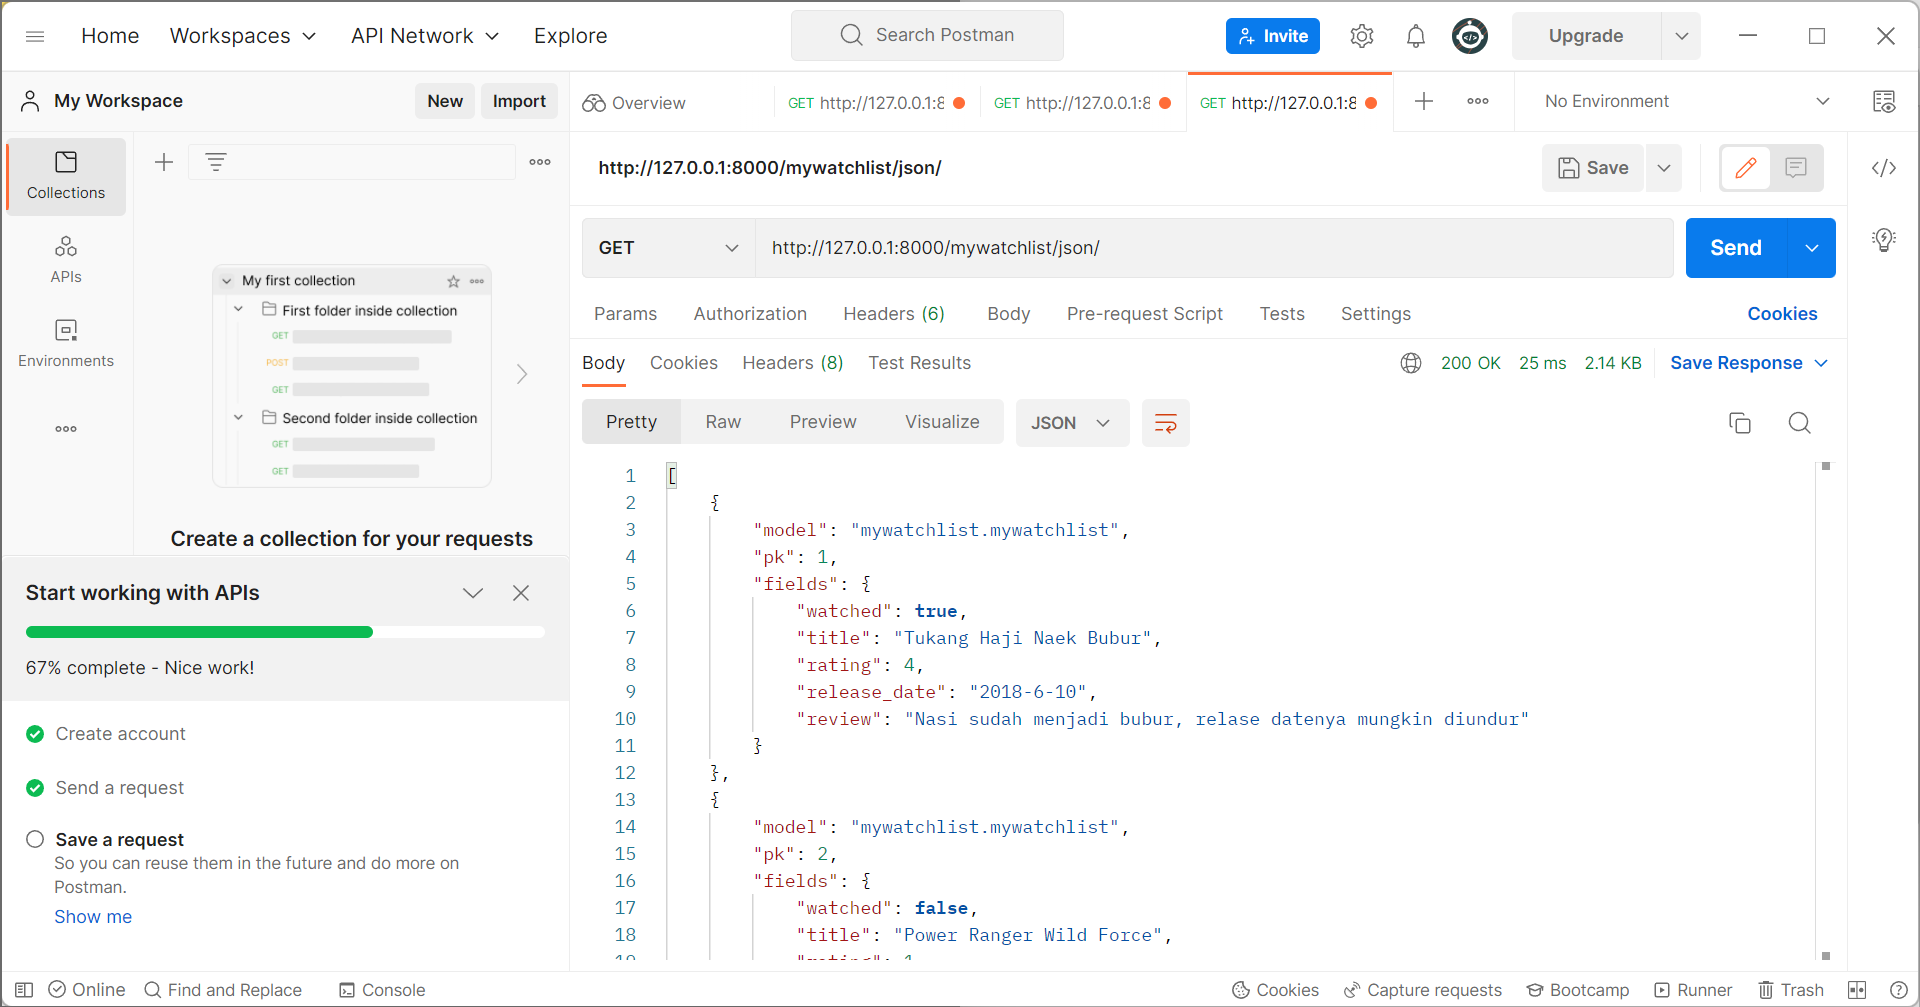 Home Workspaces API Network Explore Search Postman Invite Upgrade
My Workspace New Import
Overview GET http://127.0.0.1:8 GET http://127.0.0.1:8 GET http://127.0.0.1:8 No Environment
Collections
APIs
Environments
My first collection
First folder inside collection
GET
POST
GET
Second folder inside collection
GET
GET
Create a collection for your requests
Start working with APIs
67% complete - Nice work!
Create account
Send a request
Save a request
So you can reuse them in the future and do more on
Postman.
Show me
http://127.0.0.1:8000/mywatchlist/json/ Save
GET http://127.0.0.1:8000/mywatchlist/json/ Send
Params Authorization Headers (6) Body Pre-request Script Tests Settings Cookies
Body Cookies Headers (8) Test Results 200 OK 25 ms 2.14 KB Save Response
Pretty Raw Preview Visualize JSON
1 [
2 {
3 "model": "mywatchlist.mywatchlist",
4 "pk": 1,
5 "fields": {
6 "watched": true,
7 "title": "Tukang Haji Naek Bubur",
8 "rating": 4,
9 "release_date": "2018-6-10",
10 "review": "Nasi sudah menjadi bubur, relase datenya mungkin diundur"
11 }
12 },
13 {
14 "model": "mywatchlist.mywatchlist",
15 "pk": 2,
16 "fields": {
17 "watched": false,
18 "title": "Power Ranger Wild Force",
Online Find and Replace Console Cookies Capture requests Bootcamp Runner Trash